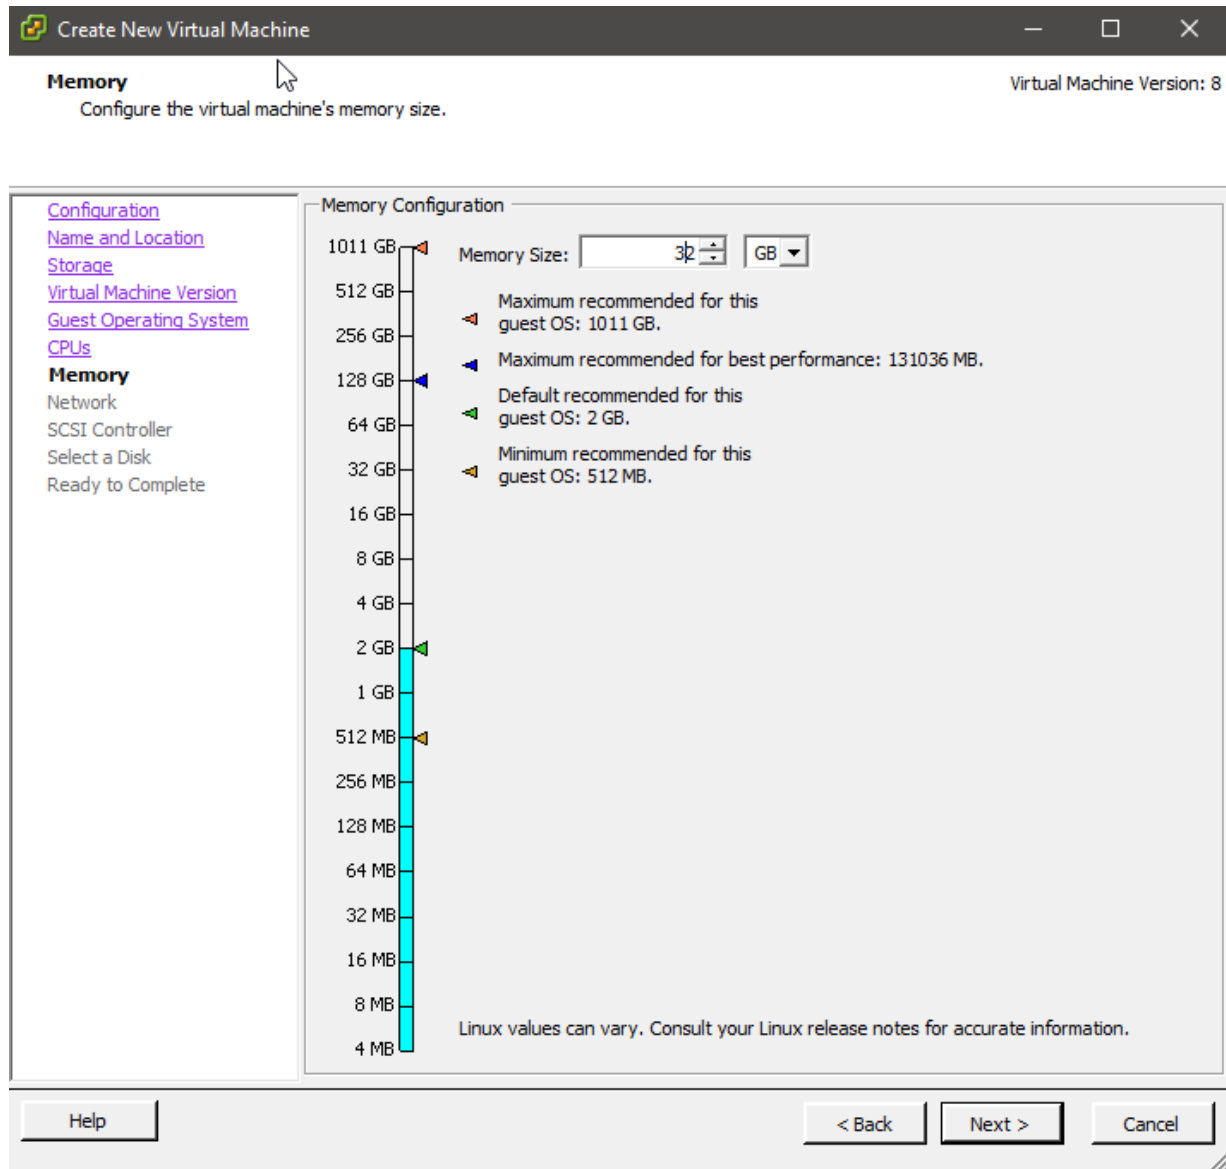 Create New Virtual Machine
Memory
Configure the virtual machine's memory size.
Virtual Machine Version: 8
Configuration
Name and Location
Storage
Virtual Machine Version
Guest Operating System
CPUs
Memory
Network
SCSI Controller
Select a Disk
Ready to Complete
Memory Configuration
1011 GB
512 GB
256 GB
128 GB
64 GB
32 GB
16 GB
8 GB
4 GB
2 GB
1 GB
512 MB
256 MB
128 MB
64 MB
32 MB
16 MB
8 MB
4 MB
Memory Size: 32 GB
Maximum recommended for this
guest OS: 1011 GB.
Maximum recommended for best performance: 131036 MB.
Default recommended for this
guest OS: 2 GB.
Minimum recommended for this
guest OS: 512 MB.
Linux values can vary. Consult your Linux release notes for accurate information.
Help
< Back
Next >
Cancel